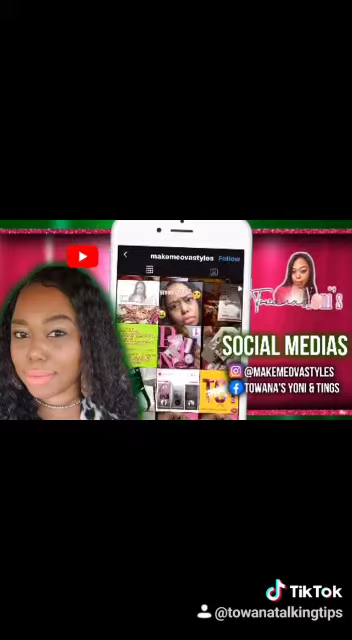 makemeovastyles Follow
SOCIAL MEDIAS
@MAKEMEOVASTYLES
TOWANA'S YONI & TINGS
TikTok
@towanatalkingtips